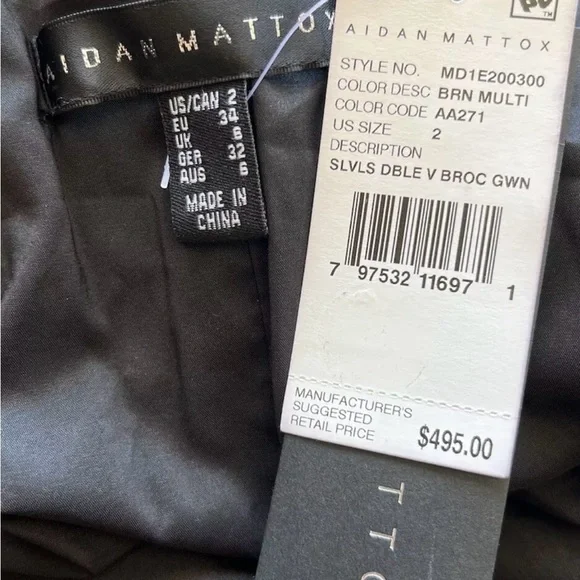 AIDAN MATTOX
US/CAN 2
EU 34
UK 6
GER 32
AUS 6
MADE IN
CHINA
AIDAN MATTOX
STYLE NO. MD1E200300
COLOR DESC BRN MULTI
COLOR CODE AA271
US SIZE 2
DESCRIPTION
SLVLS DBLE V BROC GWN
7 97532 11697 1
MANUFACTURER'S
SUGGESTED
RETAIL PRICE
$495.00
TTO